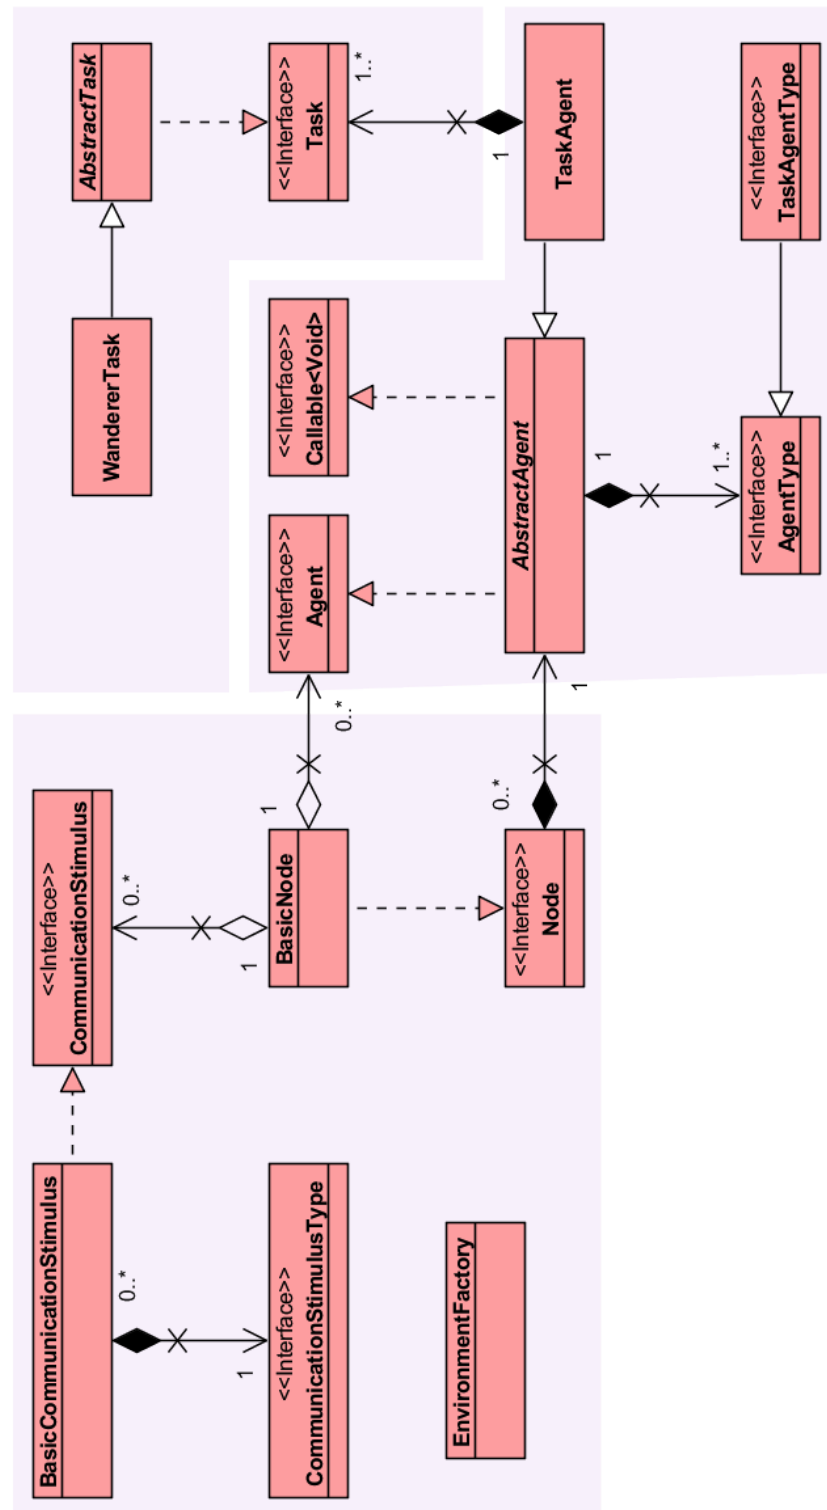 BasicCommunicationStimulus
<<Interface>>
CommunicationStimulus
WandererTask
AbstractTask
0..*
0..*
1
1
<<Interface>>
CommunicationStimulusType
BasicNode
1
0..*
<<Interface>>
Agent
<<Interface>>
Callable<Void>
<<Interface>>
Task
1..*
1
EnvironmentFactory
<<Interface>>
Node
0..*
1
AbstractAgent
TaskAgent
1
1..*
<<Interface>>
AgentType
<<Interface>>
TaskAgentType